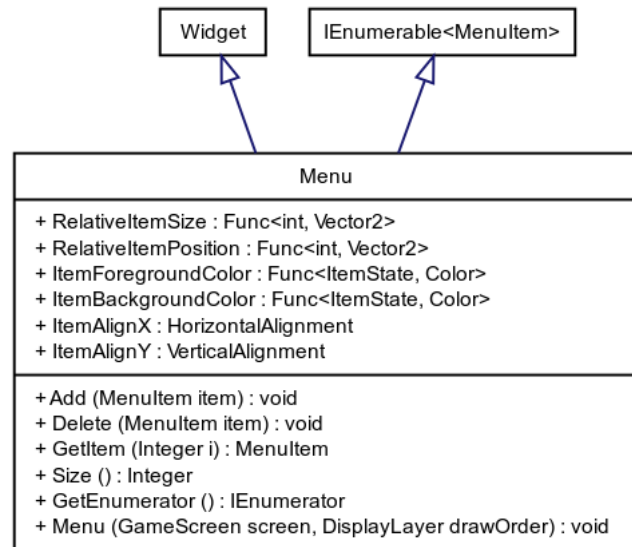 Widget
IEnumerable<MenuItem>
Menu
+ RelativeItemSize : Func<int, Vector2>
+ RelativeItemPosition : Func<int, Vector2>
+ ItemForegroundColor : Func<ItemState, Color>
+ ItemBackgroundColor : Func<ItemState, Color>
+ ItemAlignX : HorizontalAlignment
+ ItemAlignY : VerticalAlignment
+ Add (MenuItem item) : void
+ Delete (MenuItem item) : void
+ GetItem (Integer i) : MenuItem
+ Size () : Integer
+ GetEnumerator () : IEnumerator
+ Menu (GameScreen screen, DisplayLayer drawOrder) : void